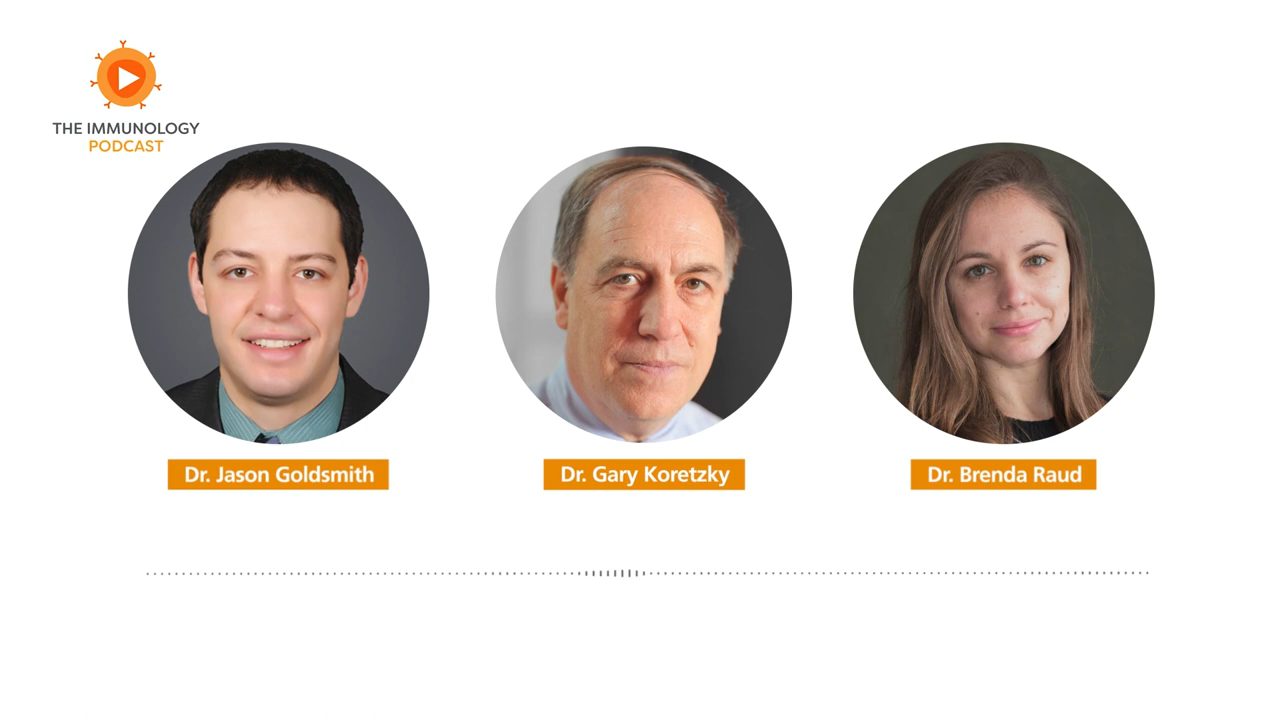 THE IMMUNOLOGY
PODCAST
Dr. Jason Goldsmith
Dr. Gary Koretzky
Dr. Brenda Raud